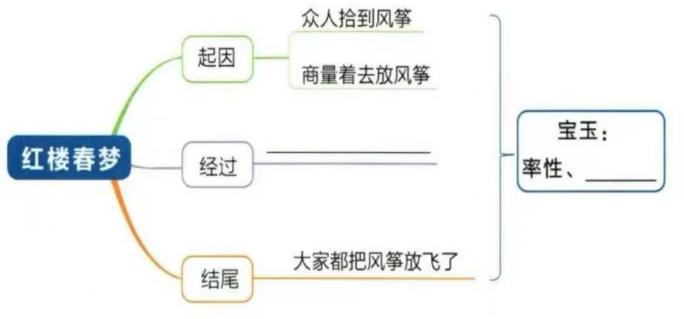 红楼春梦
起因
众人拾到风筝
商量着去放风筝
经过
结尾
大家都把风筝放飞了
宝玉：
率性、______